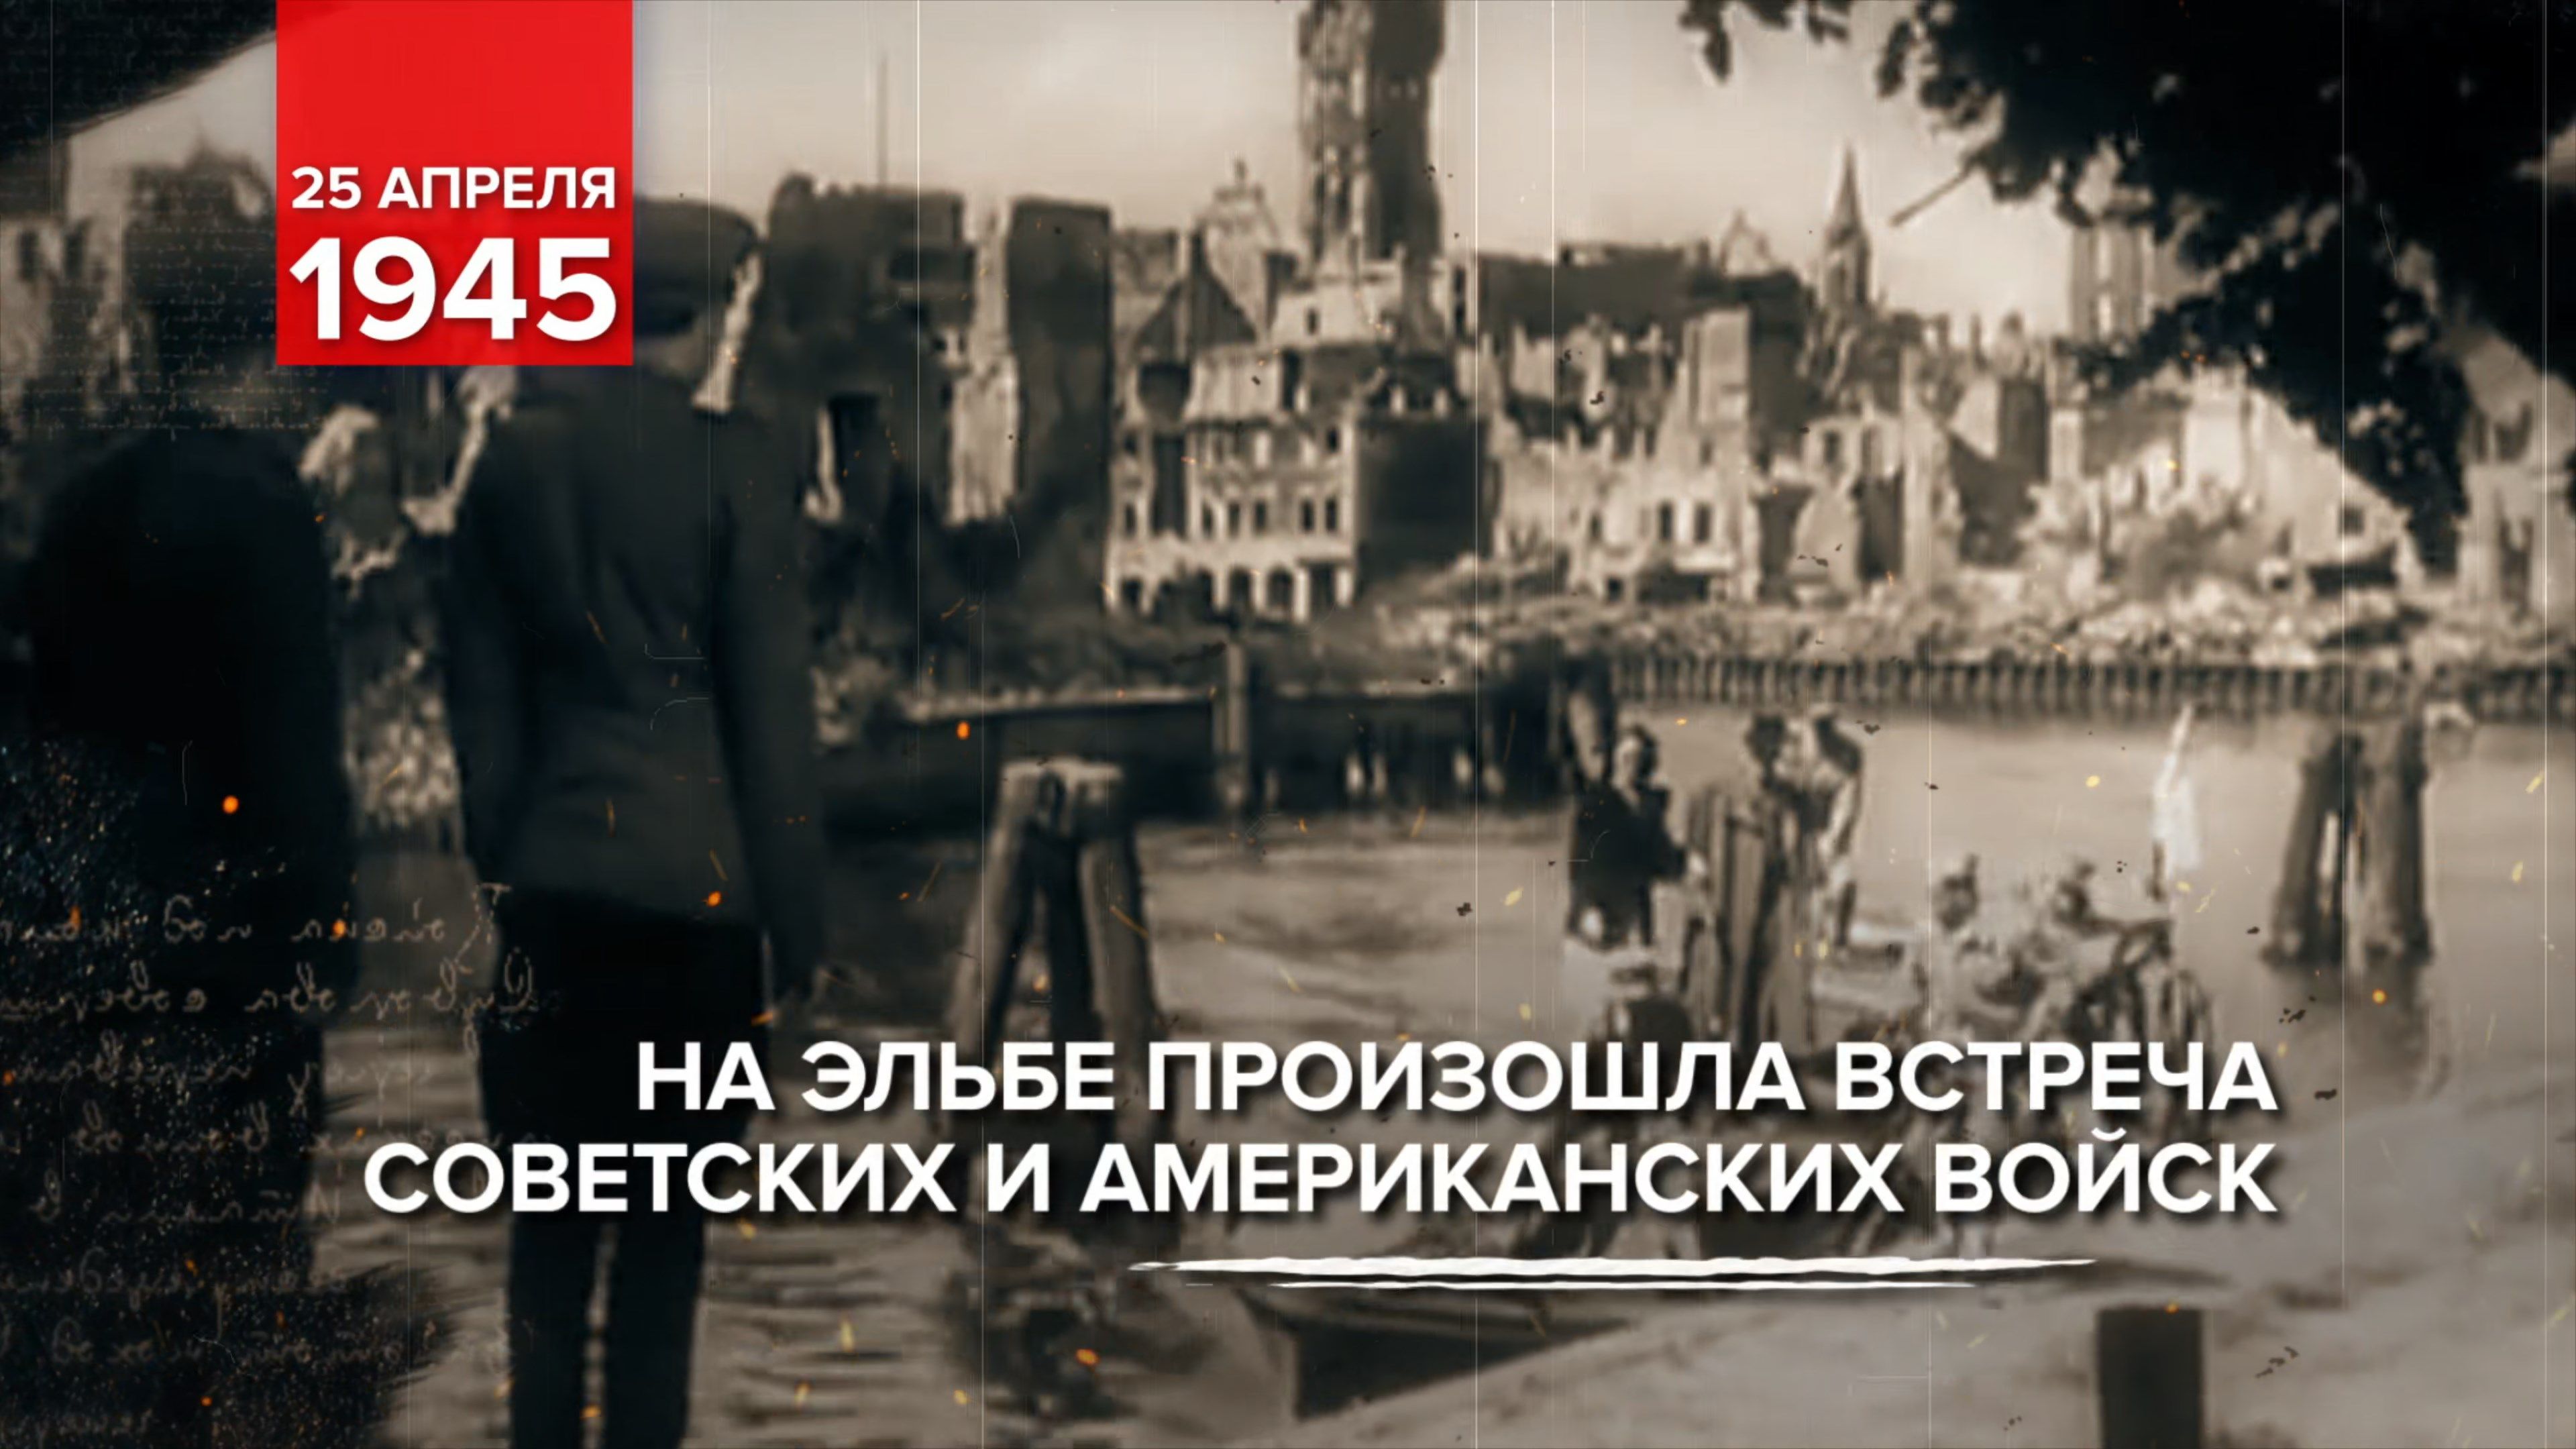 25 АПРЕЛЯ
1945
НА ЭЛЬБЕ ПРОИЗОШЛА ВСТРЕЧА
СОВЕТСКИХ И АМЕРИКАНСКИХ ВОЙСК